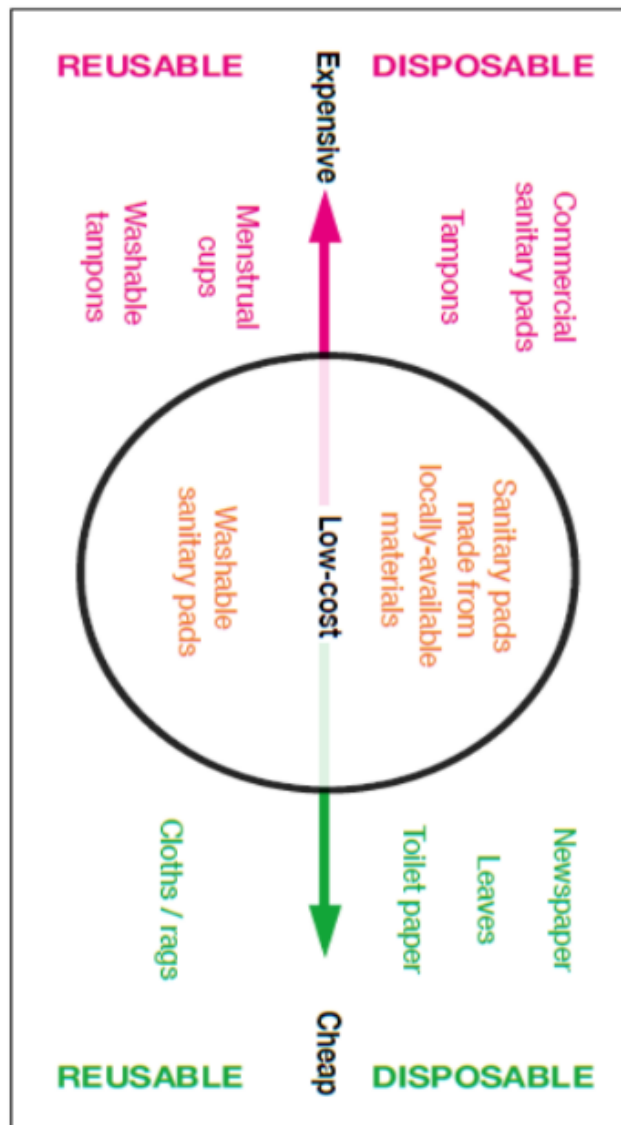 REUSABLE
Expensive
DISPOSABLE
Washable
tampons
Menstrual
cups
Tampons
Commercial
sanitary pads
Washable
sanitary pads
Low-cost
Sanitary pads
made from
locally-available
materials
Cloths / rags
Toilet paper
Leaves
Newspaper
Cheap
REUSABLE
DISPOSABLE